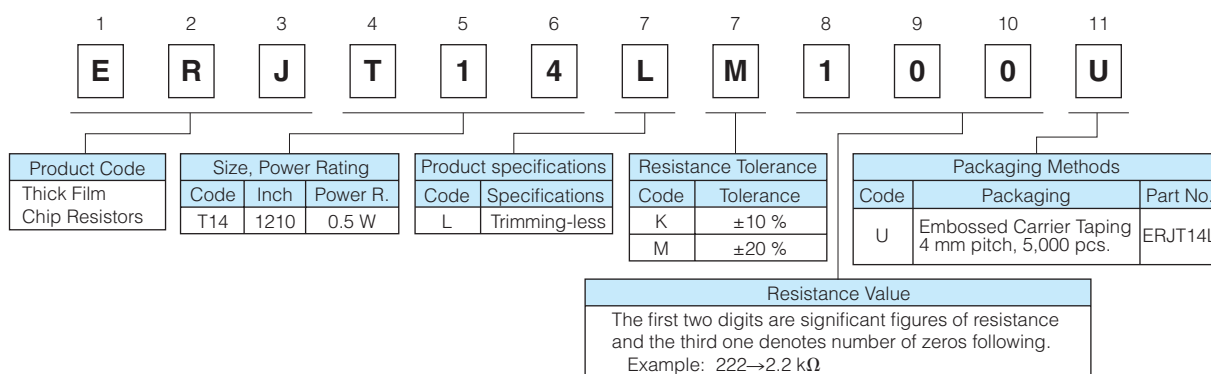 1 2 3 4 5 6 7 7 8 9 10 11
E R J T 1 4 L M 1 0 0 U
Product Code
Thick Film
Chip Resistors
Size, Power Rating
Code Inch Power R.
T14 1210 0.5 W
Product specifications
Code Specifications
L Trimming-less
Resistance Tolerance
Code Tolerance
K ±10 %
M ±20 %
Packaging Methods
Code Packaging Part No.
U Embossed Carrier Taping
4 mm pitch, 5,000 pcs.
ERJT14L
Resistance Value
The first two digits are significant figures of resistance
and the third one denotes number of zeros following.
Example: 222→2.2 kΩ